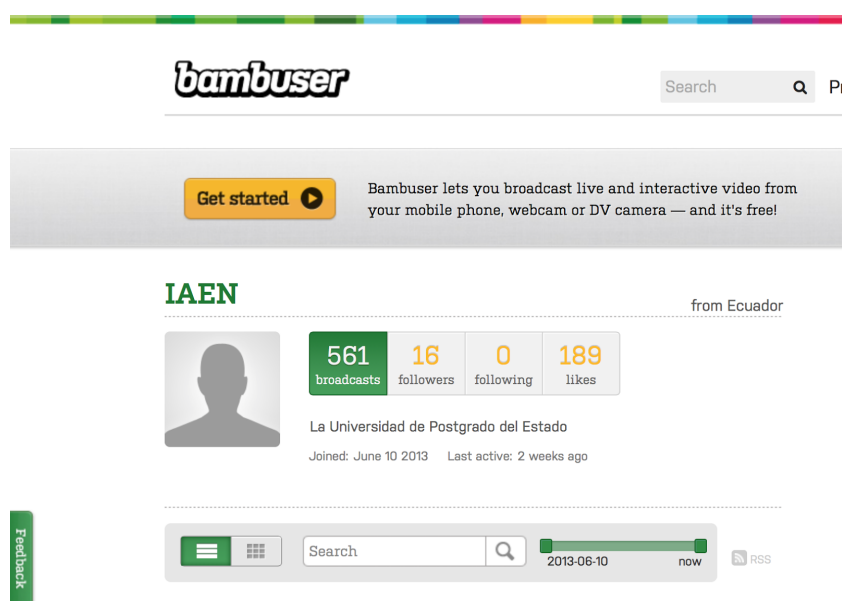 bambuser
Search
Get started
Bambuser lets you broadcast live and interactive video from
your mobile phone, webcam or DV camera — and it's free!
IAEN
from Ecuador
561 16 0 189
broadcasts followers following likes
La Universidad de Postgrado del Estado
Joined: June 10 2013 Last active: 2 weeks ago
Feedback
Search
2013-06-10 now
RSS